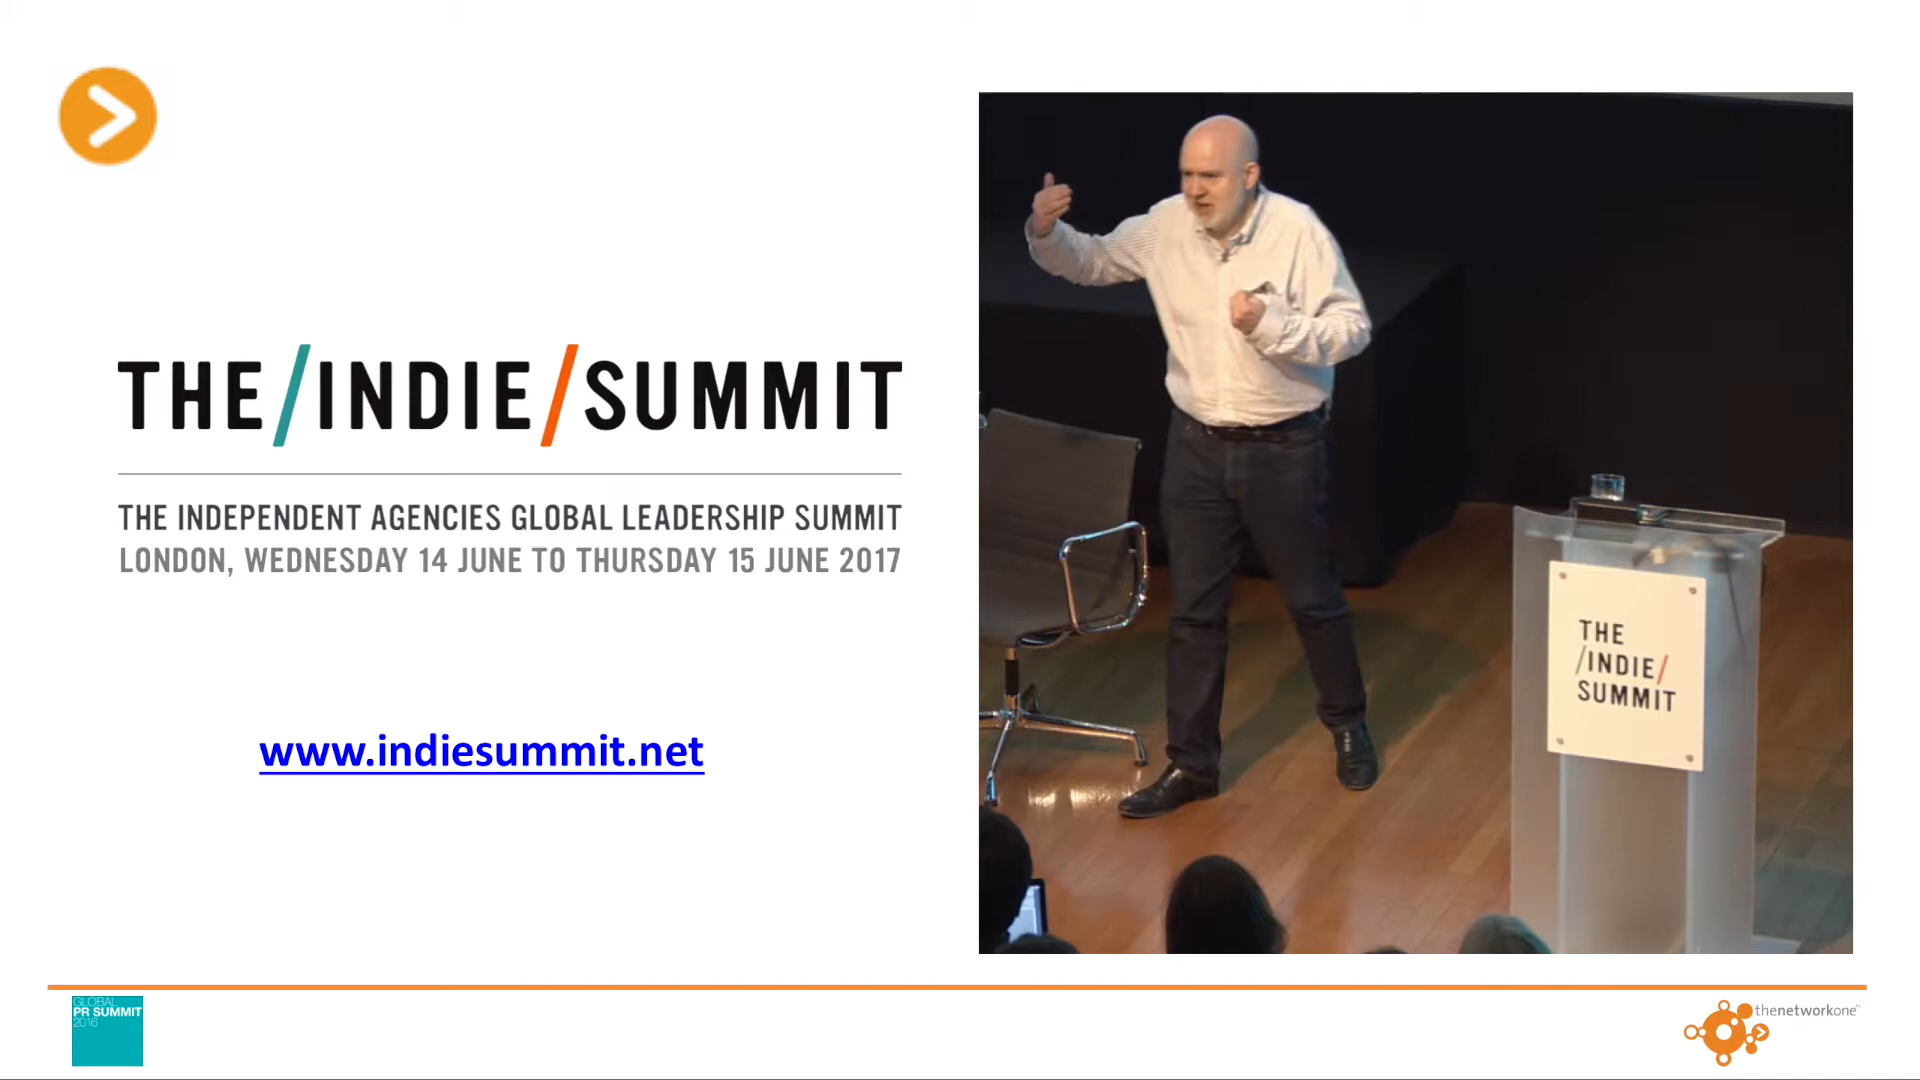 THE/INDIE/SUMMIT
THE INDEPENDENT AGENCIES GLOBAL LEADERSHIP SUMMIT
LONDON, WEDNESDAY 14 JUNE TO THURSDAY 15 JUNE 2017
www.indiesummit.net
THE
/INDIE/
SUMMIT
GLOBAL
PR SUMMIT
2016
thenetworkone™